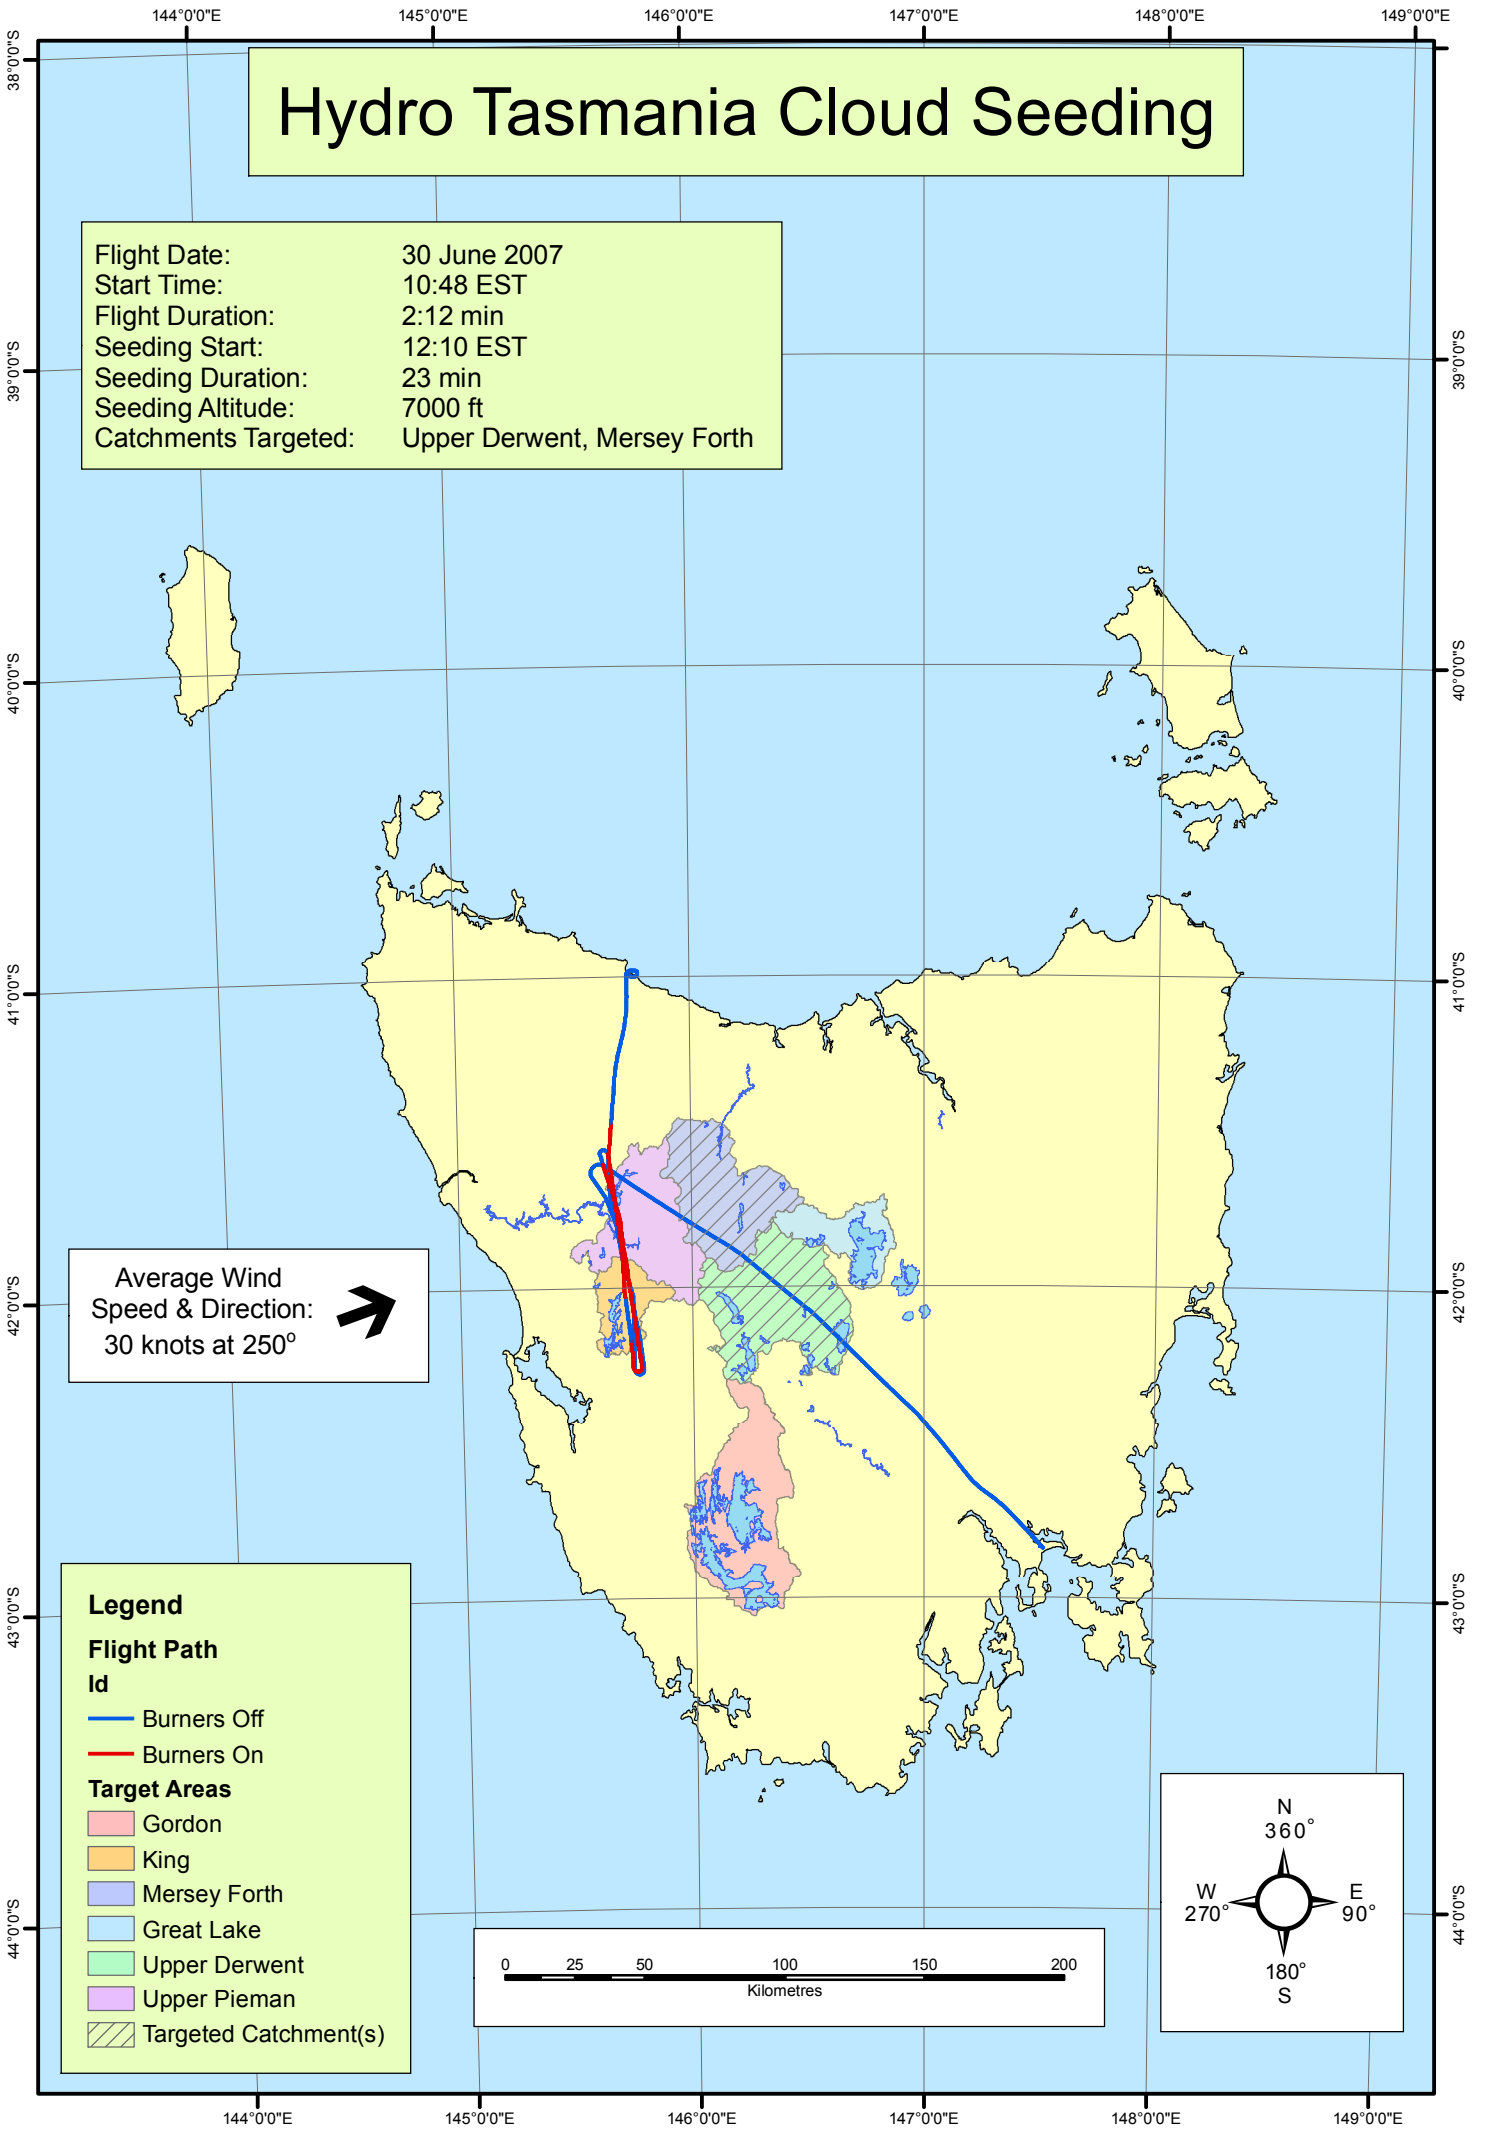 144°0'0"E 145°0'0"E 146°0'0"E 147°0'0"E 148°0'0"E 149°0'0"E
Hydro Tasmania Cloud Seeding
Flight Date: 30 June 2007
Start Time: 10:48 EST
Flight Duration: 2:12 min
Seeding Start: 12:10 EST
Seeding Duration: 23 min
Seeding Altitude: 7000 ft
Catchments Targeted: Upper Derwent, Mersey Forth
38°0'0"S
39°0'0"S 39°0'0"S
40°0'0"S 40°0'0"S
41°0'0"S 41°0'0"S
42°0'0"S 42°0'0"S
43°0'0"S 43°0'0"S
44°0'0"S 44°0'0"S
Average Wind
Speed & Direction:
30 knots at 250°
Legend
Flight Path
Id
Burners Off
Burners On
Target Areas
Gordon
King
Mersey Forth
Great Lake
Upper Derwent
Upper Pieman
Targeted Catchment(s)
0 25 50 100 150 200
Kilometres
N
360°
W E
270° 90°
180°
S
144°0'0"E 145°0'0"E 146°0'0"E 147°0'0"E 148°0'0"E 149°0'0"E